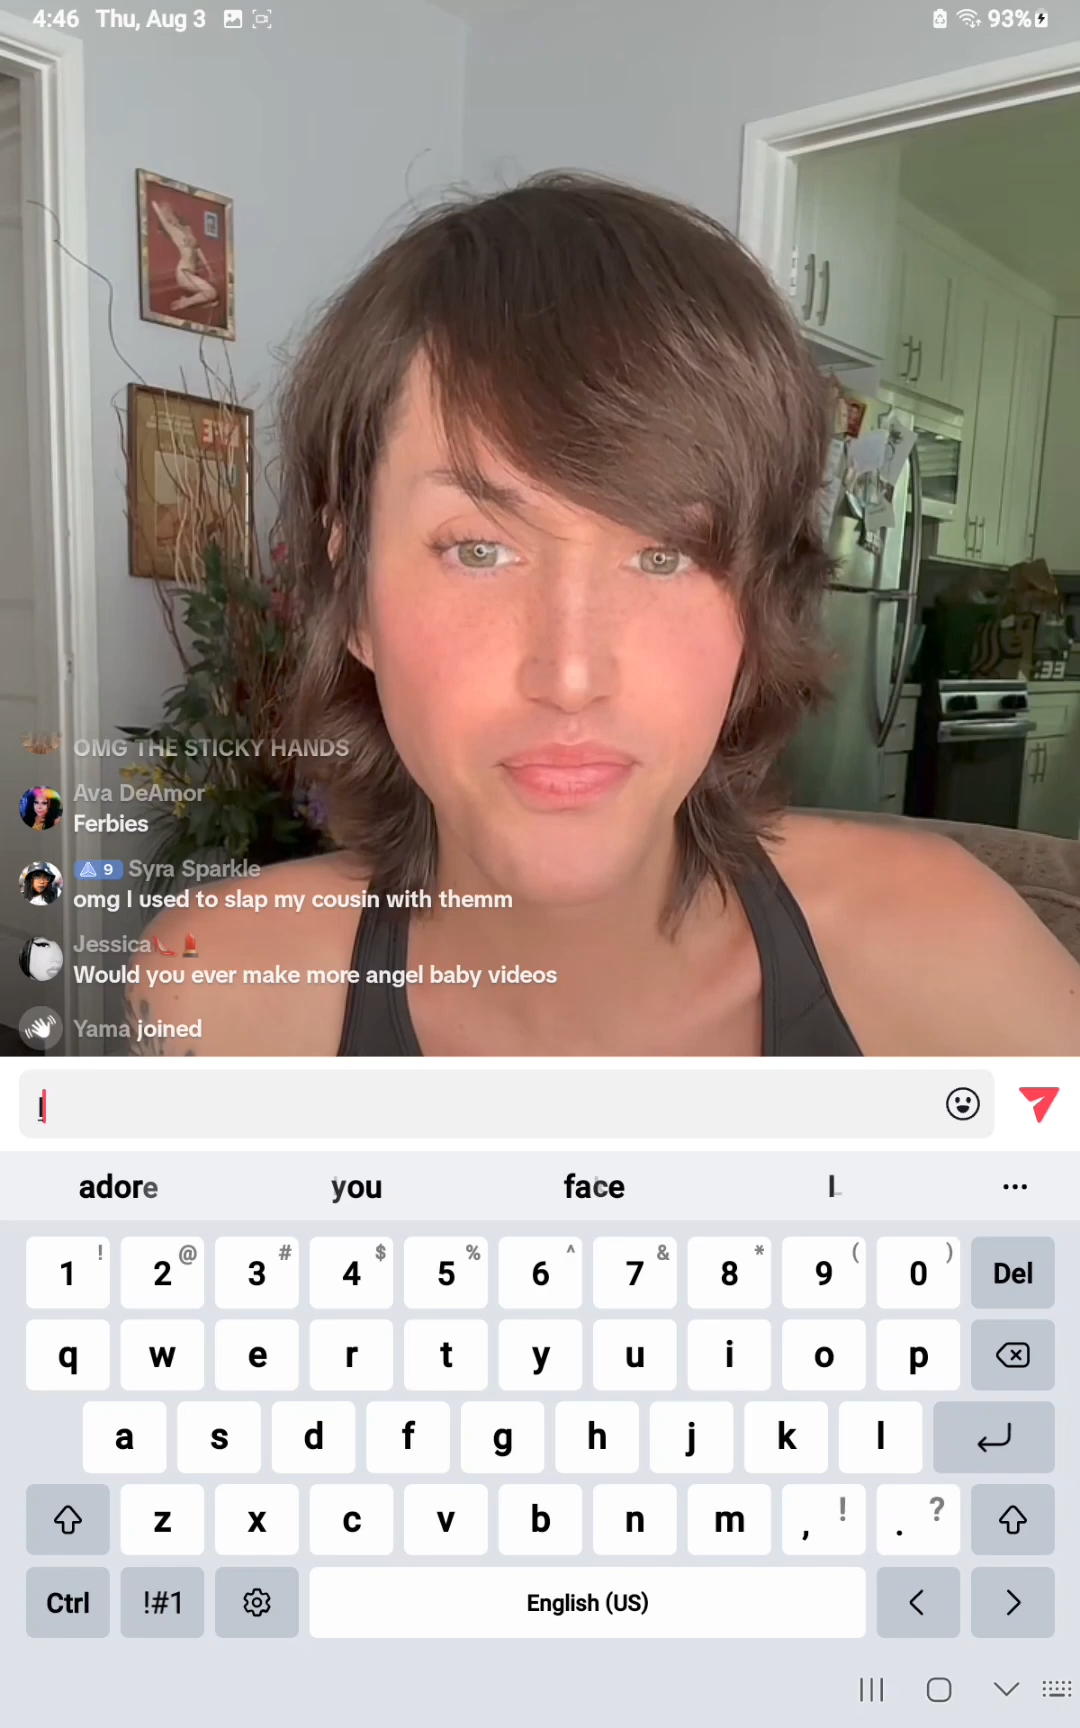 4:46 Thu, Aug 3 93%
OMG THE STICKY HANDS
Ava DeAmor
Ferbies
9 Syra Sparkle
omg I used to slap my cousin with themm
Jessica👠💄
Would you ever make more angel baby videos
Yama joined
I
adore you face I ...
1 ! 2 @ 3 # 4 $ 5 % 6 ^ 7 & 8 * 9 ( 0 ) Del
q w e r t y u i o p
a s d f g h j k l
z x c v b n m , ! . ?
Ctrl !#1 English (US) < >